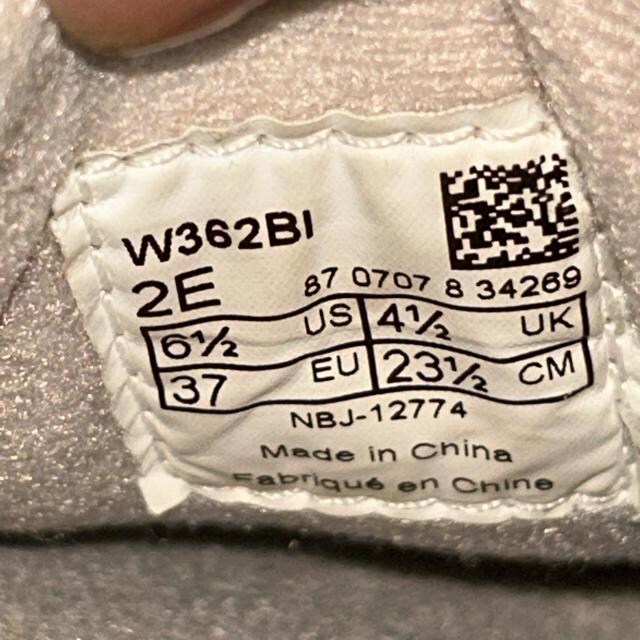 W362BI
2E
87 0707 8 34269
6½ US 4½ UK
37 EU 23½ CM
NBJ-12774
Made in China
Fabriqué en Chine